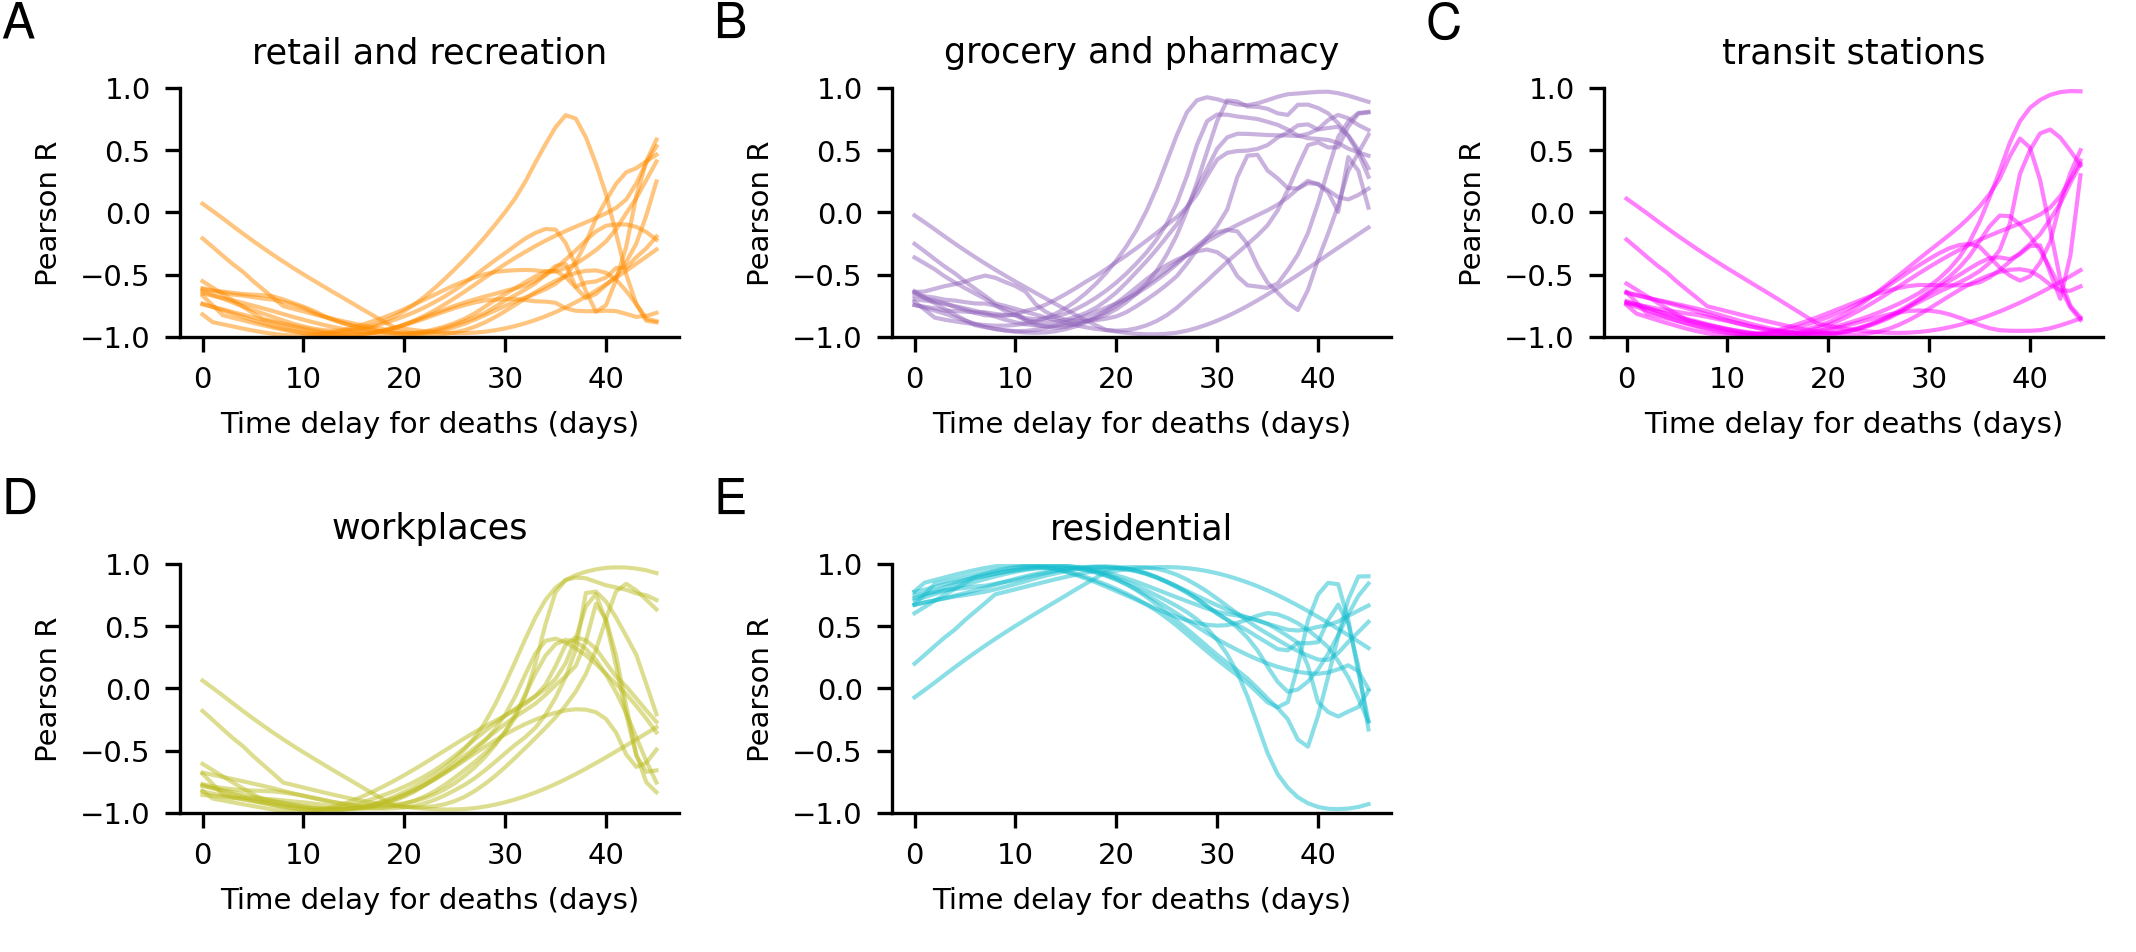 A
retail and recreation
1.0
0.5
0.0
−0.5
−1.0
Pearson R
0 10 20 30 40
Time delay for deaths (days)
B
grocery and pharmacy
1.0
0.5
0.0
−0.5
−1.0
Pearson R
0 10 20 30 40
Time delay for deaths (days)
C
transit stations
1.0
0.5
0.0
−0.5
−1.0
Pearson R
0 10 20 30 40
Time delay for deaths (days)
D
workplaces
1.0
0.5
0.0
−0.5
−1.0
Pearson R
0 10 20 30 40
Time delay for deaths (days)
E
residential
1.0
0.5
0.0
−0.5
−1.0
Pearson R
0 10 20 30 40
Time delay for deaths (days)